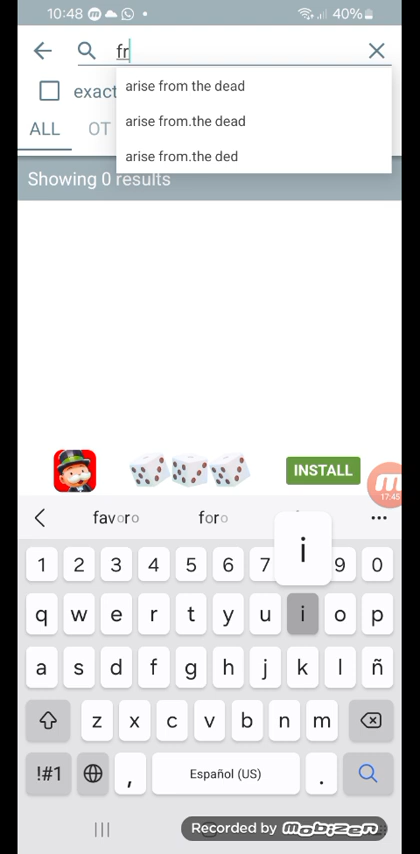 10:48
40%
fr
exact
arise from the dead
arise from.the dead
arise from.the ded
ALL OT
Showing 0 results
INSTALL
17:45
favoro foro
i
1 2 3 4 5 6 7 9 0
q w e r t y u i o p
a s d f g h j k l ñ
z x c v b n m
!#1 , Español (US) .
Recorded by mobizen